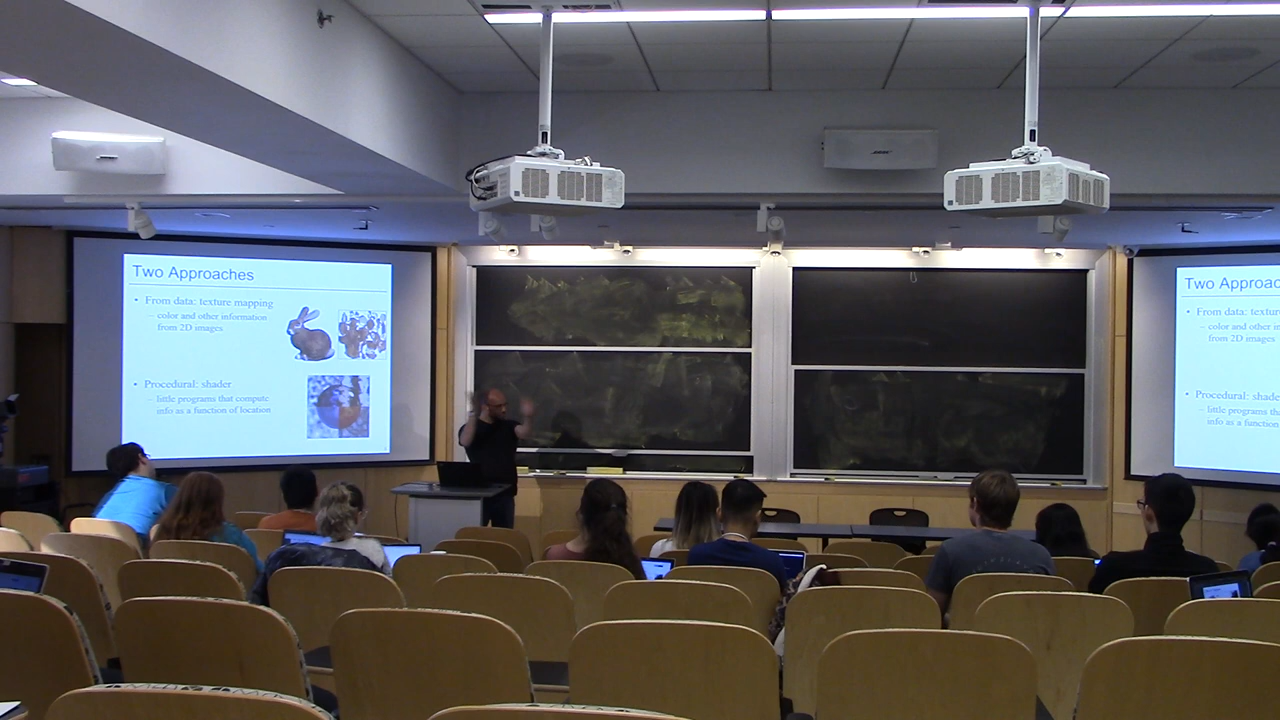 Two Approaches
• From data: texture mapping
– color and other information
from 2D images
• Procedural: shader
– little programs that compute
info as a function of location
BOSE
Two Approac
• From data: textur
– color and other in
from 2D images
• Procedural: shade
– little programs th
info as a function